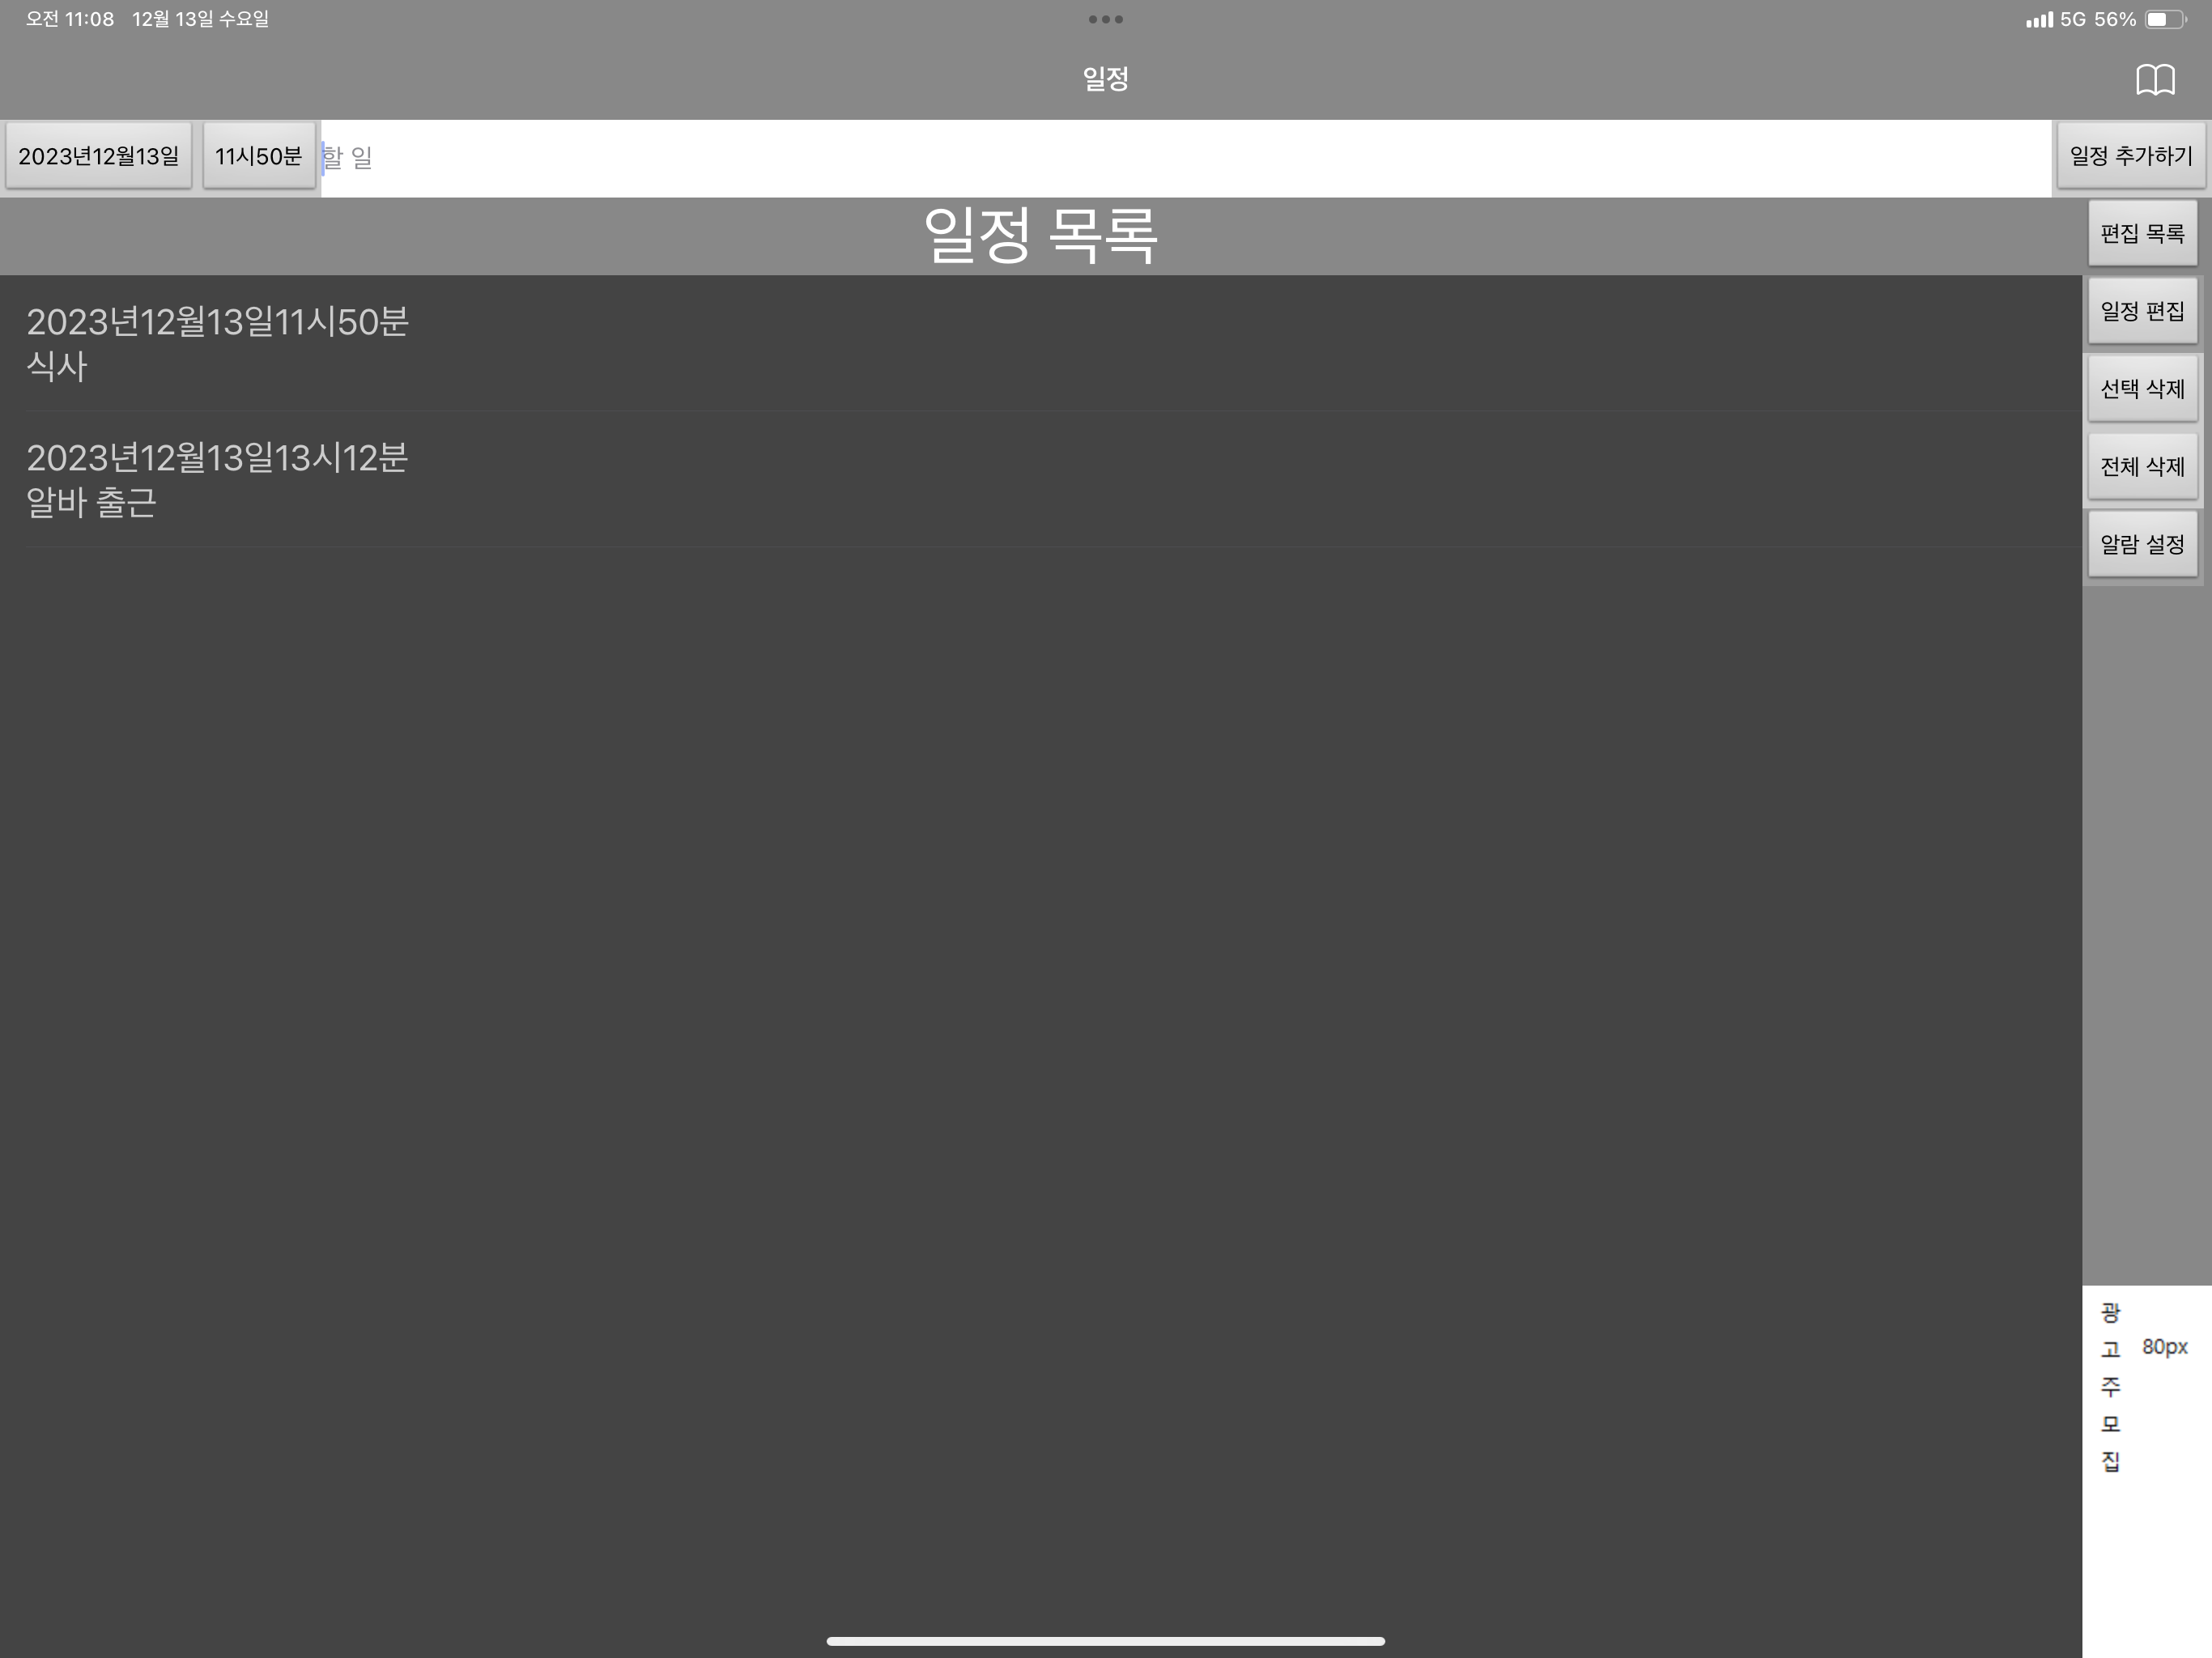 오전 11:08 12월 13일 수요일
5G 56%
일정
2023년12월13일
11시50분
할 일
일정 추가하기
일정 목록
편집 목록
2023년12월13일11시50분
식사
일정 편집
선택 삭제
2023년12월13일13시12분
알바 출근
전체 삭제
알람 설정
광
고
주
모
집
80px